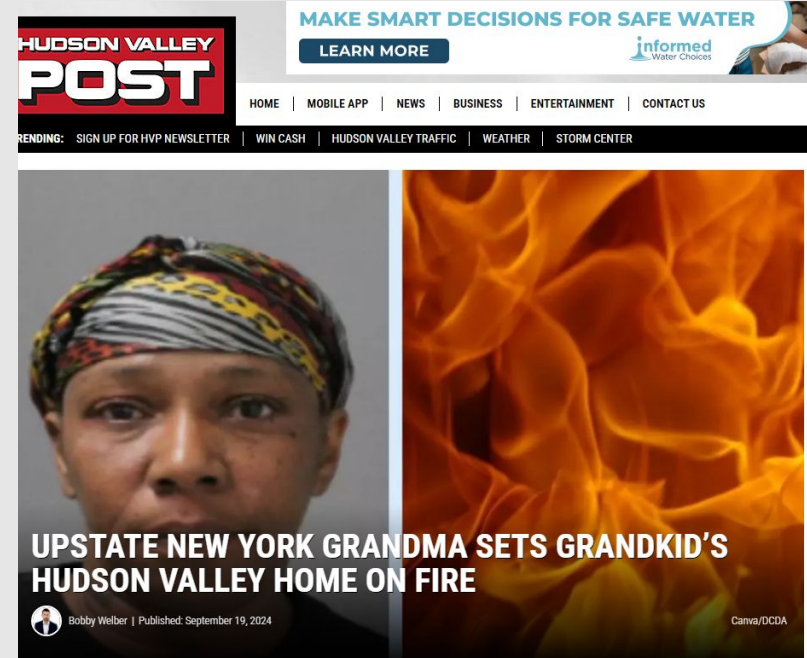 MAKE SMART DECISIONS FOR SAFE WATER
LEARN MORE
informed
Water Choices
HUDSON VALLEY
POST
HOME | MOBILE APP | NEWS | BUSINESS | ENTERTAINMENT | CONTACT US
RENDING: SIGN UP FOR HVP NEWSLETTER | WIN CASH | HUDSON VALLEY TRAFFIC | WEATHER | STORM CENTER
UPSTATE NEW YORK GRANDMA SETS GRANDKID'S
HUDSON VALLEY HOME ON FIRE
Bobby Welber | Published: September 19, 2024
Canva/DCDA